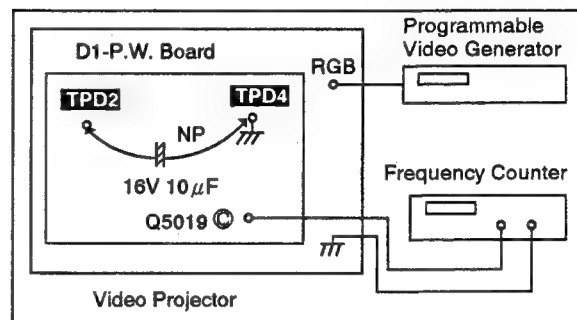 Programmable
Video Generator
D1-P.W. Board
RGB
TPD2
TPD4
NP
16V 10μF
Frequency Counter
Q5019 Ⓒ
Video Projector